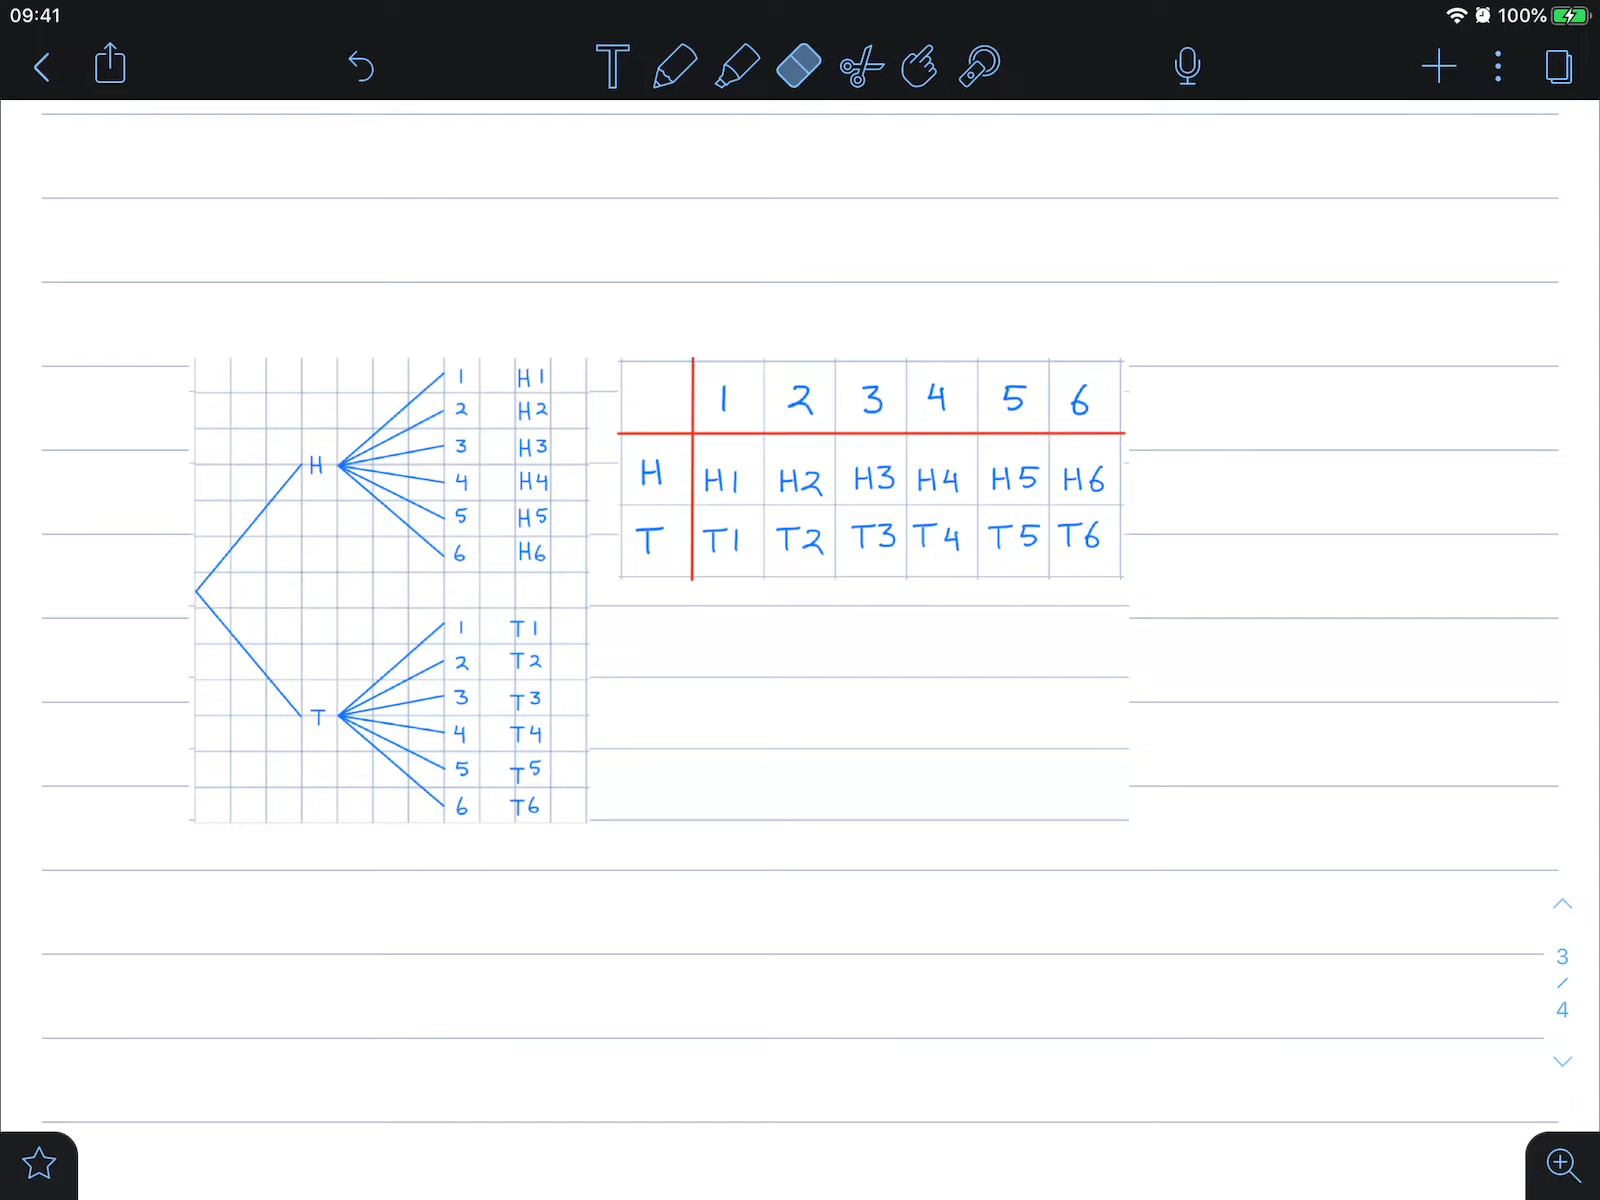 09:41
100%
1 H1
2 H2
3 H3
H
4 H4
5 H5
6 H6
1 T1
2 T2
3 T3
T
4 T4
5 T5
6 T6
1 2 3 4 5 6
H H1 H2 H3 H4 H5 H6
T T1 T2 T3 T4 T5 T6
3
/
4